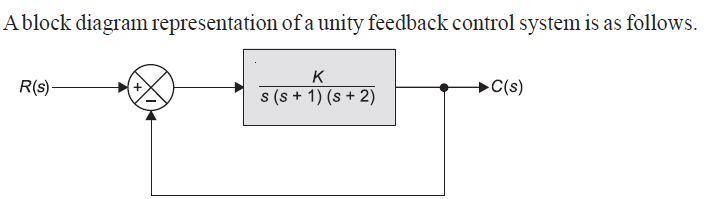 A block diagram representation of a unity feedback control system is as follows.
K
R(s) + C(s)
s (s + 1) (s + 2)
–